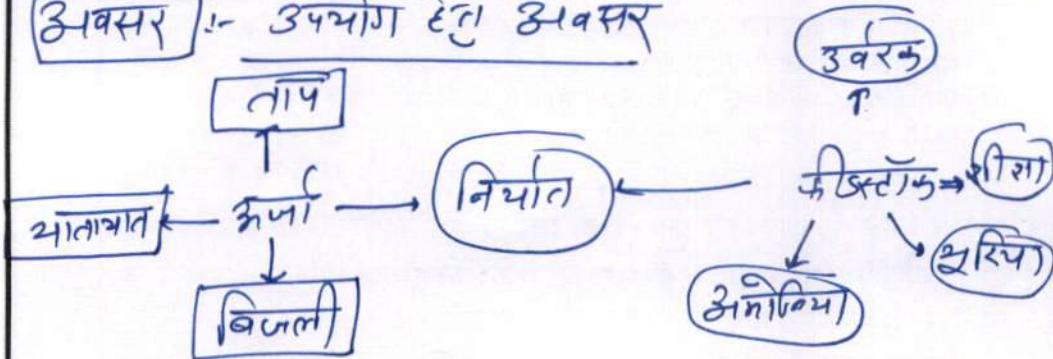 अवसर :- उपयोग हेतु अवसर
उर्वरक
ताप
यातायात ऊर्जा निर्यात फीडस्टॉक शीशा
यूरिया
बिजली अमोनिया